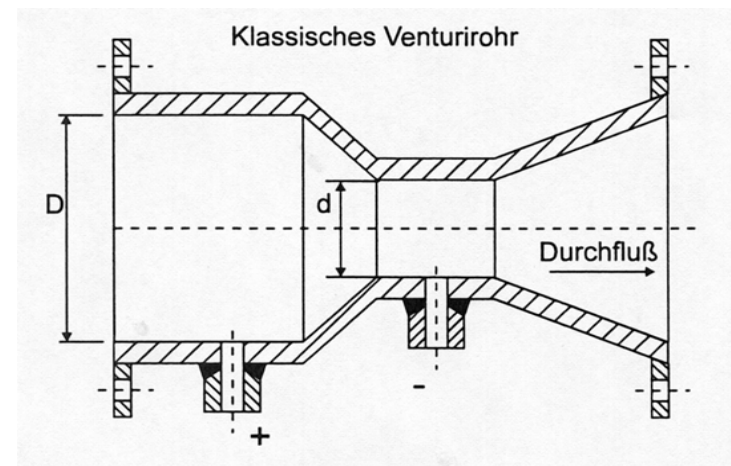 Klassisches Venturirohr
D
d
Durchfluß
-
+